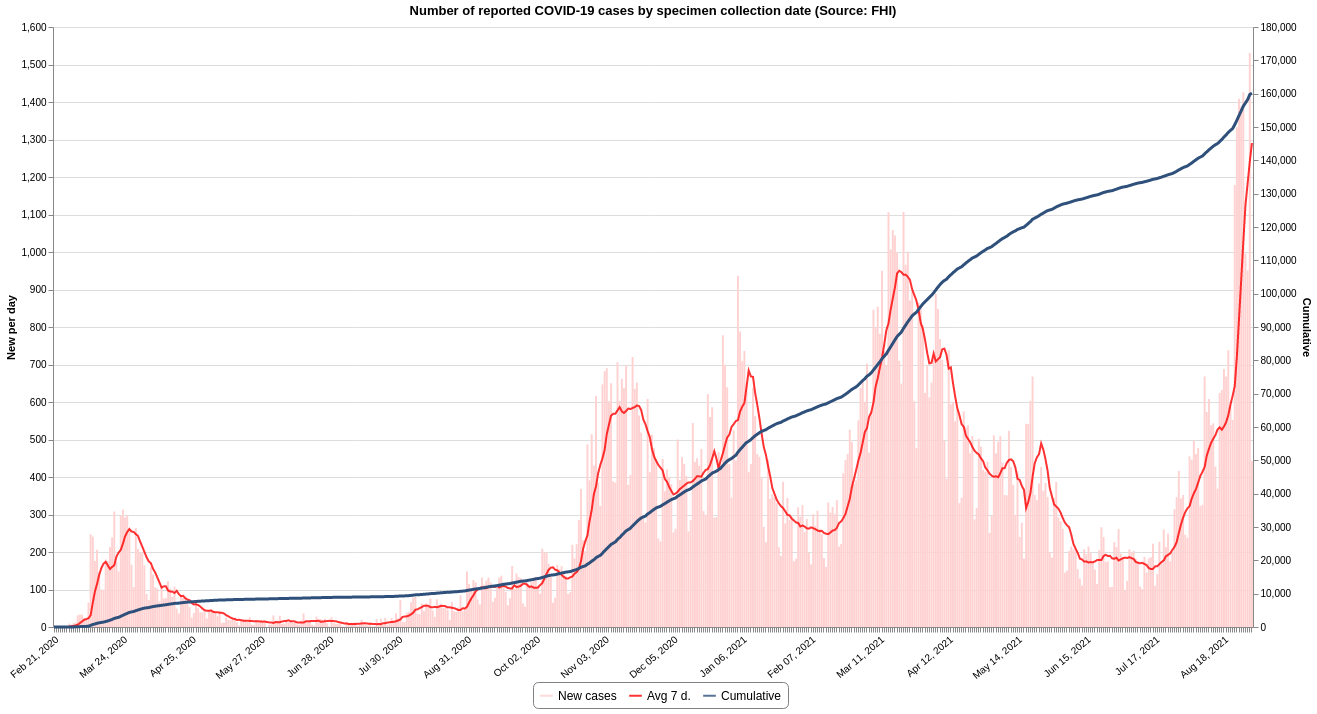 Number of reported COVID-19 cases by specimen collection date (Source: FHI)
New per day
1,600
1,500
1,400
1,300
1,200
1,100
1,000
900
800
700
600
500
400
300
200
100
0
180,000
170,000
160,000
150,000
140,000
130,000
120,000
110,000
100,000
90,000
80,000
70,000
60,000
50,000
40,000
30,000
20,000
10,000
0
Cumulative
Feb 21, 2020
Mar 24, 2020
Apr 25, 2020
May 27, 2020
Jun 28, 2020
Jul 30, 2020
Aug 31, 2020
Oct 02, 2020
Nov 03, 2020
Dec 05, 2020
Jan 06, 2021
Feb 07, 2021
Mar 11, 2021
Apr 12, 2021
May 14, 2021
Jun 15, 2021
Jul 17, 2021
Aug 18, 2021
New cases Avg 7 d. Cumulative